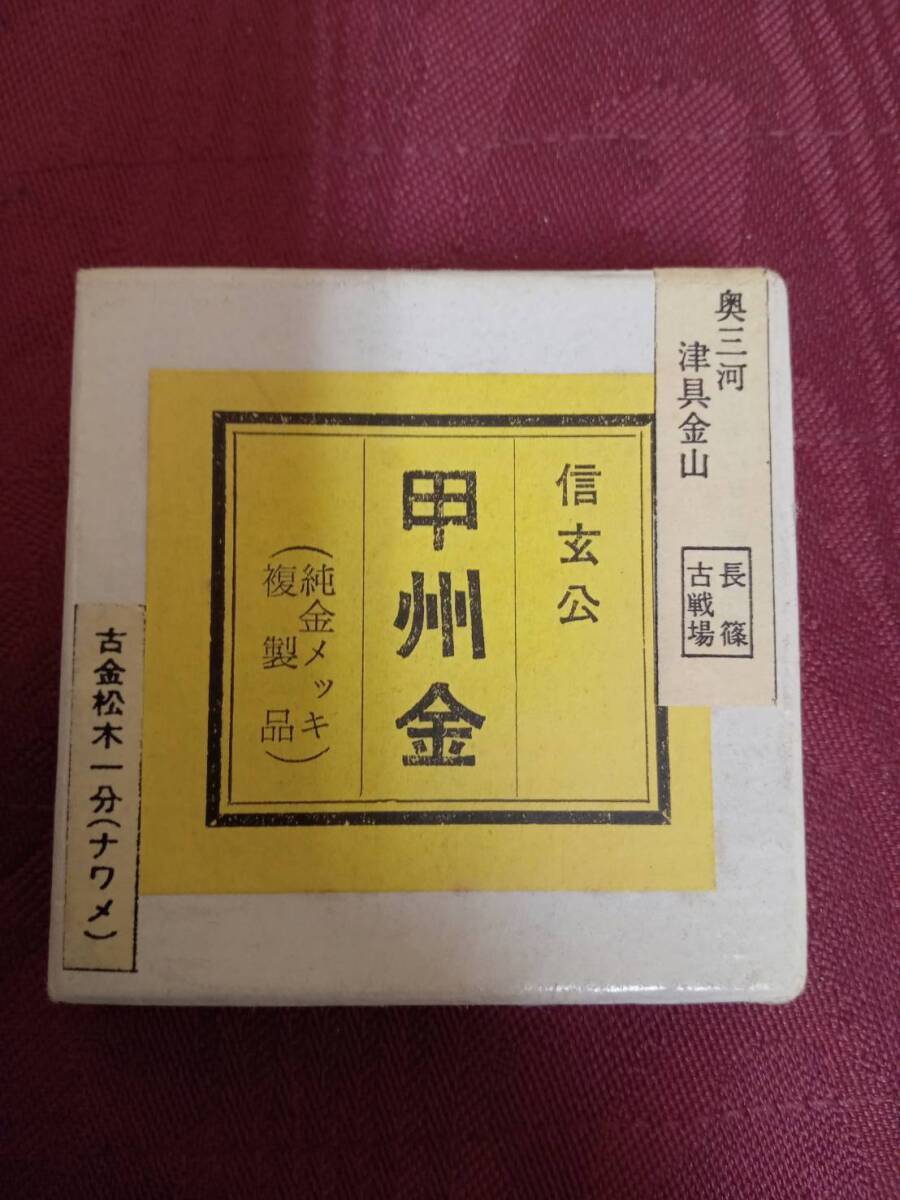 奥三河
津具金山
長篠
古戦場
信玄公
甲州金
(純金メッキ
複製品)
古金松木一分(ナワメ)